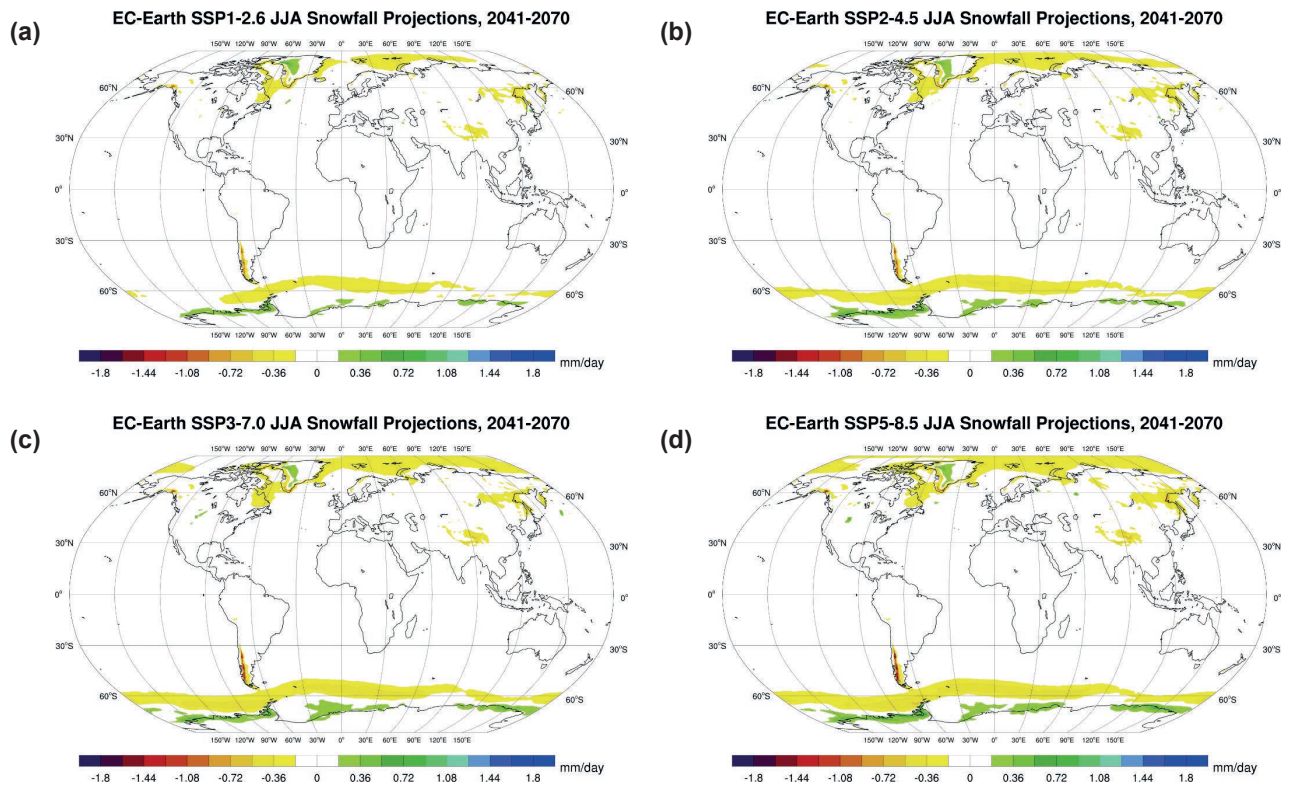 (a)
EC-Earth SSP1-2.6 JJA Snowfall Projections, 2041-2070
150°W 120°W 90°W 60°W 30°W 0° 30°E 60°E 90°E 120°E 150°E
60°N 60°N
30°N 30°N
0° 0°
30°S 30°S
60°S 60°S
150°W 120°W 90°W 60°W 30°W 0° 30°E 60°E 90°E 120°E 150°E
-1.8 -1.44 -1.08 -0.72 -0.36 0 0.36 0.72 1.08 1.44 1.8 mm/day
(b)
EC-Earth SSP2-4.5 JJA Snowfall Projections, 2041-2070
150°W 120°W 90°W 60°W 30°W 0° 30°E 60°E 90°E 120°E 150°E
60°N 60°N
30°N 30°N
0° 0°
30°S 30°S
60°S 60°S
150°W 120°W 90°W 60°W 30°W 0° 30°E 60°E 90°E 120°E 150°E
-1.8 -1.44 -1.08 -0.72 -0.36 0 0.36 0.72 1.08 1.44 1.8 mm/day
(c)
EC-Earth SSP3-7.0 JJA Snowfall Projections, 2041-2070
150°W 120°W 90°W 60°W 30°W 0° 30°E 60°E 90°E 120°E 150°E
60°N 60°N
30°N 30°N
0° 0°
30°S 30°S
60°S 60°S
150°W 120°W 90°W 60°W 30°W 0° 30°E 60°E 90°E 120°E 150°E
-1.8 -1.44 -1.08 -0.72 -0.36 0 0.36 0.72 1.08 1.44 1.8 mm/day
(d)
EC-Earth SSP5-8.5 JJA Snowfall Projections, 2041-2070
150°W 120°W 90°W 60°W 30°W 0° 30°E 60°E 90°E 120°E 150°E
60°N 60°N
30°N 30°N
0° 0°
30°S 30°S
60°S 60°S
150°W 120°W 90°W 60°W 30°W 0° 30°E 60°E 90°E 120°E 150°E
-1.8 -1.44 -1.08 -0.72 -0.36 0 0.36 0.72 1.08 1.44 1.8 mm/day